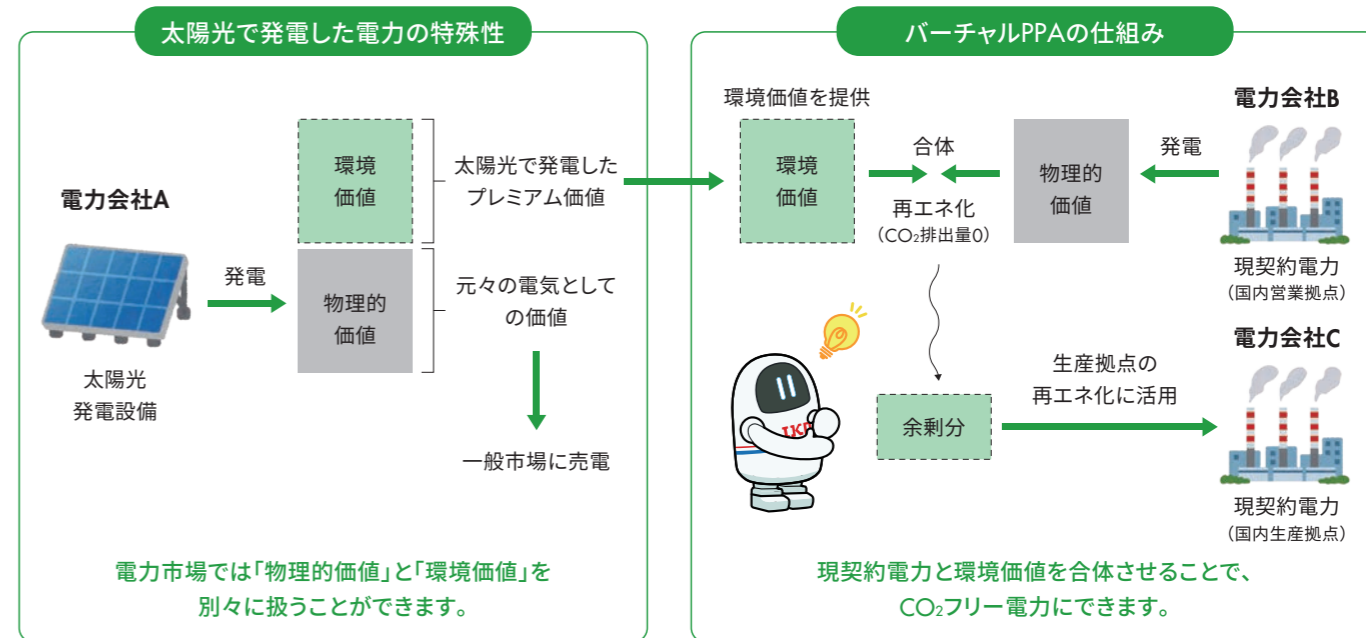 太陽光で発電した電力の特殊性
電力会社A
太陽光
発電設備
発電
環境
価値
物理的
価値
太陽光で発電した
プレミアム価値
元々の電気として
の価値
一般市場に売電
電力市場では「物理的価値」と「環境価値」を
別々に扱うことができます。
バーチャルPPAの仕組み
環境価値を提供
環境
価値
合体
再エネ化
（CO₂排出量0）
物理的
価値
発電
電力会社B
現契約電力
（国内営業拠点）
余剰分
生産拠点の
再エネ化に活用
電力会社C
現契約電力
（国内生産拠点）
現契約電力と環境価値を合体させることで、
CO₂フリー電力にできます。